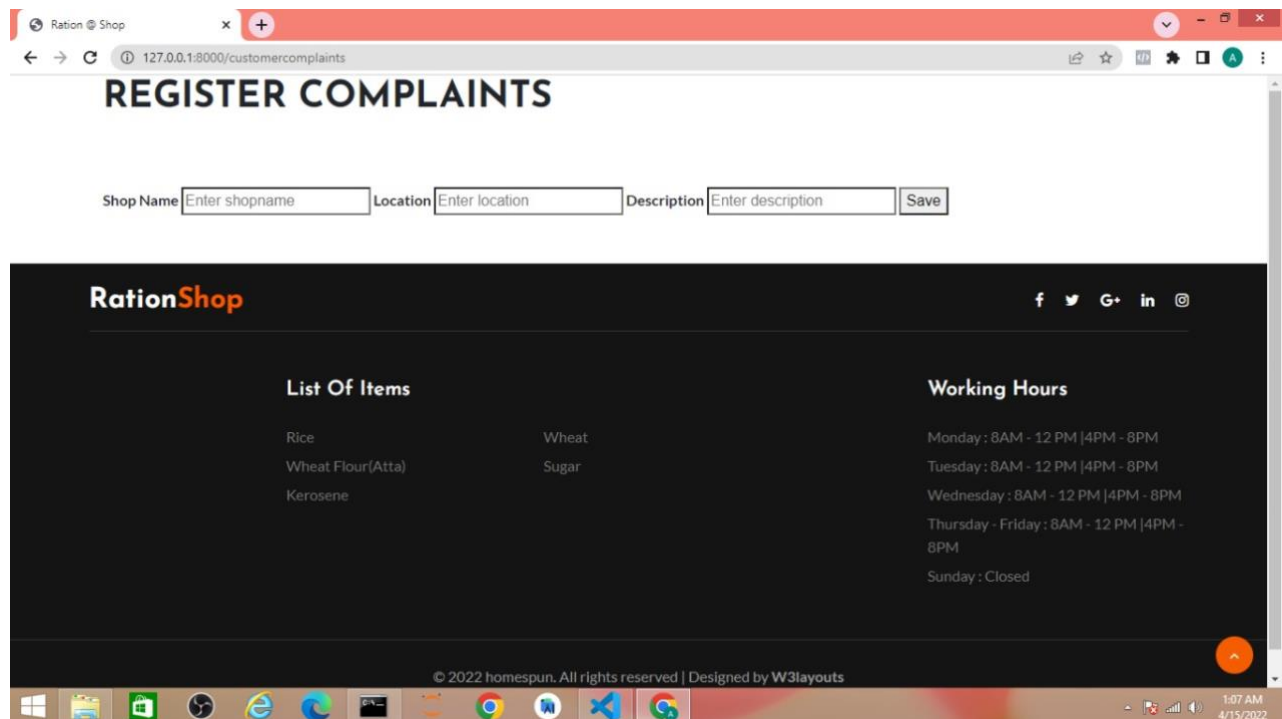 Ration @ Shop
127.0.0.1:8000/customercomplaints
A
REGISTER COMPLAINTS
Shop Name Enter shopname Location Enter location Description Enter description Save
RationShop
f G+ in
List Of Items
Rice Wheat
Wheat Flour(Atta) Sugar
Kerosene
Working Hours
Monday : 8AM - 12 PM |4PM - 8PM
Tuesday : 8AM - 12 PM |4PM - 8PM
Wednesday : 8AM - 12 PM |4PM - 8PM
Thursday - Friday : 8AM - 12 PM |4PM -
8PM
Sunday : Closed
© 2022 homespun. All rights reserved | Designed by W3layouts
1:07 AM
4/15/2022